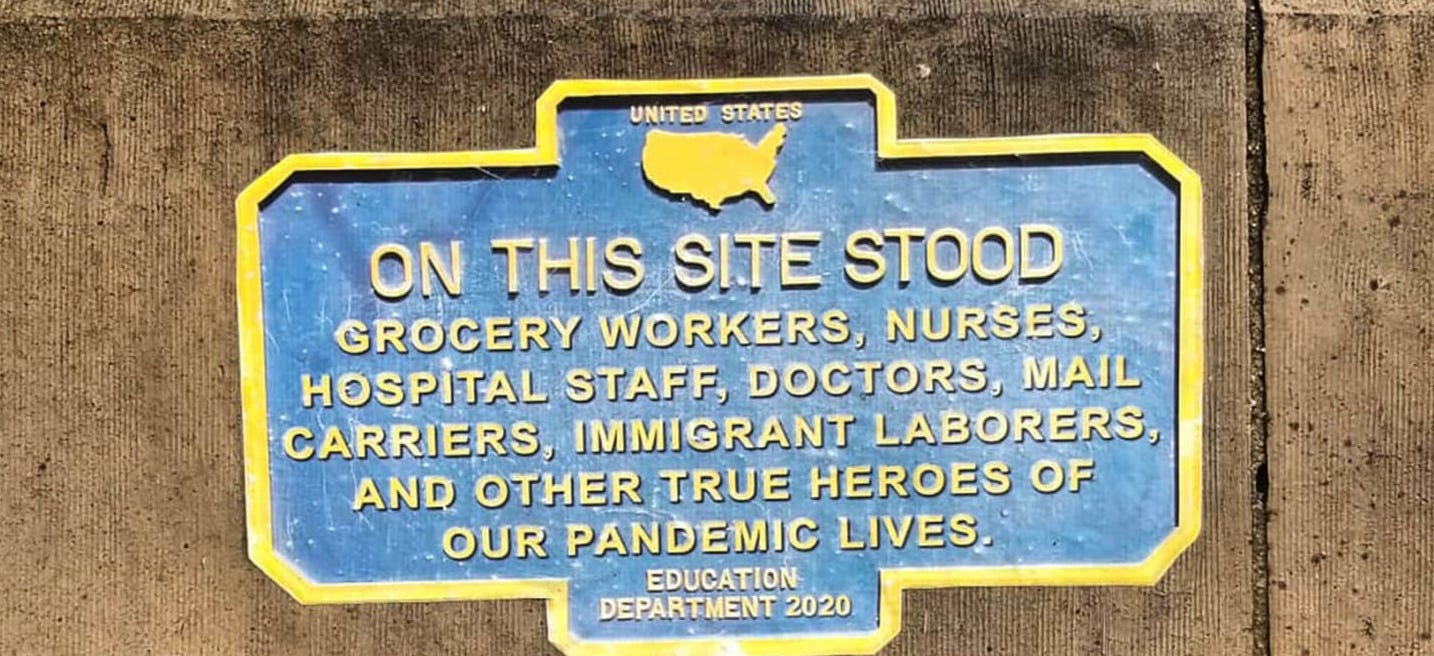 UNITED STATES
ON THIS SITE STOOD
GROCERY WORKERS, NURSES,
HOSPITAL STAFF, DOCTORS, MAIL
CARRIERS, IMMIGRANT LABORERS,
AND OTHER TRUE HEROES OF
OUR PANDEMIC LIVES.
EDUCATION
DEPARTMENT 2020